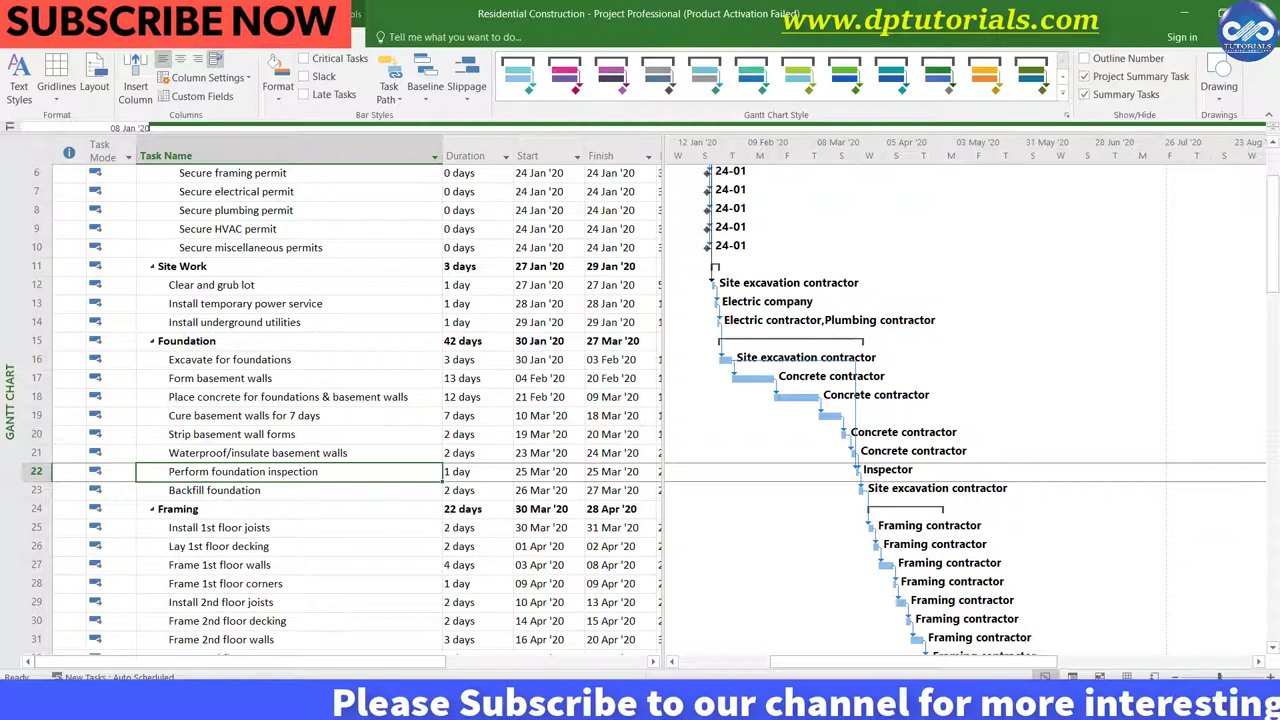 SUBSCRIBE NOW
Residential Construction - Project Professional (Product Activation Failed)
www.dptutorials.com
Tell me what you want to do...
Sign in
TUTORIALS
Text Styles
Gridlines
Layout
Format
Insert Column
Column Settings
Custom Fields
Columns
Format
Critical Tasks
Slack
Late Tasks
Task Path
Baseline
Slippage
Bar Styles
Gantt Chart Style
Outline Number
Project Summary Task
Summary Tasks
Show/Hide
Drawing
Drawings
08 Jan '20
Task Mode
Task Name
Duration
Start
Finish
12 Jan '20 09 Feb '20 08 Mar '20 05 Apr '20 03 May '20 31 May '20 28 Jun '20 26 Jul '20 23 Aug
W S T M F T S W S T M F T S W S T M F
GANTT CHART
6 Secure framing permit 0 days 24 Jan '20 24 Jan '20 24-01
7 Secure electrical permit 0 days 24 Jan '20 24 Jan '20 24-01
8 Secure plumbing permit 0 days 24 Jan '20 24 Jan '20 24-01
9 Secure HVAC permit 0 days 24 Jan '20 24 Jan '20 24-01
10 Secure miscellaneous permits 0 days 24 Jan '20 24 Jan '20 24-01
11 Site Work 3 days 27 Jan '20 29 Jan '20
12 Clear and grub lot 1 day 27 Jan '20 27 Jan '20 Site excavation contractor
13 Install temporary power service 1 day 28 Jan '20 28 Jan '20 Electric company
14 Install underground utilities 1 day 29 Jan '20 29 Jan '20 Electric contractor,Plumbing contractor
15 Foundation 42 days 30 Jan '20 27 Mar '20
16 Excavate for foundations 3 days 30 Jan '20 03 Feb '20 Site excavation contractor
17 Form basement walls 13 days 04 Feb '20 20 Feb '20 Concrete contractor
18 Place concrete for foundations & basement walls 12 days 21 Feb '20 09 Mar '20 Concrete contractor
19 Cure basement walls for 7 days 7 days 10 Mar '20 18 Mar '20
20 Strip basement wall forms 2 days 19 Mar '20 20 Mar '20 Concrete contractor
21 Waterproof/insulate basement walls 2 days 23 Mar '20 24 Mar '20 Concrete contractor
22 Perform foundation inspection 1 day 25 Mar '20 25 Mar '20 Inspector
23 Backfill foundation 2 days 26 Mar '20 27 Mar '20 Site excavation contractor
24 Framing 22 days 30 Mar '20 28 Apr '20
25 Install 1st floor joists 2 days 30 Mar '20 31 Mar '20 Framing contractor
26 Lay 1st floor decking 2 days 01 Apr '20 02 Apr '20 Framing contractor
27 Frame 1st floor walls 4 days 03 Apr '20 08 Apr '20 Framing contractor
28 Frame 1st floor corners 1 day 09 Apr '20 09 Apr '20 Framing contractor
29 Install 2nd floor joists 2 days 10 Apr '20 13 Apr '20 Framing contractor
30 Frame 2nd floor decking 2 days 14 Apr '20 15 Apr '20 Framing contractor
31 Frame 2nd floor walls 3 days 16 Apr '20 20 Apr '20 Framing contractor
Framing contractor
Ready
New Tasks : Auto Scheduled
Please Subscribe to our channel for more interesting